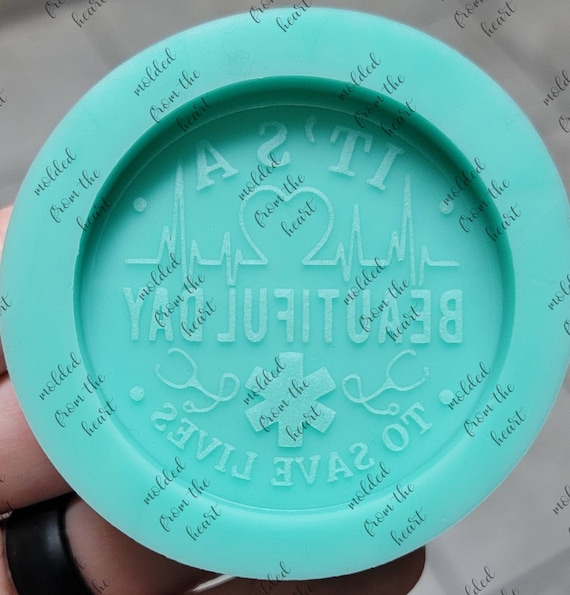 IT'S A
BEAUTIFUL DAY
TO SAVE LIVES
molded
from the
heart